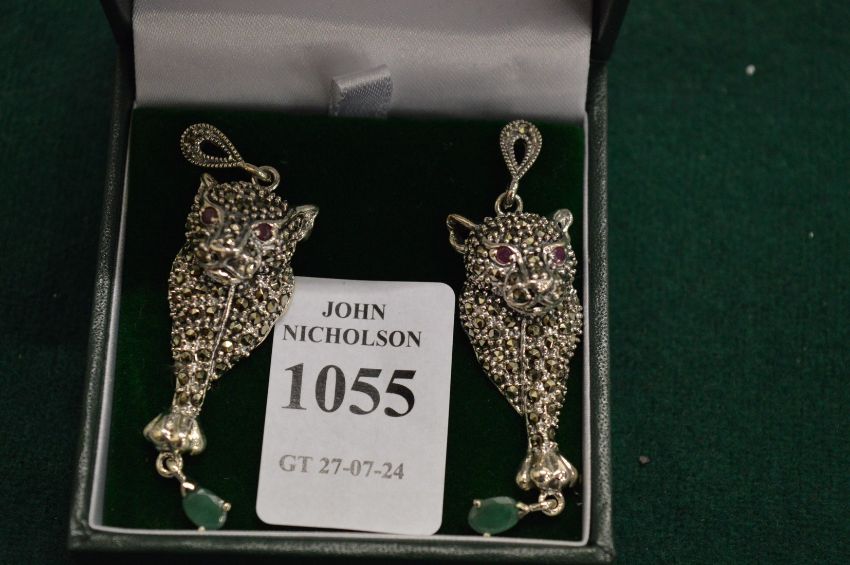 JOHN
NICHOLSON
1055
GT 27-07-24